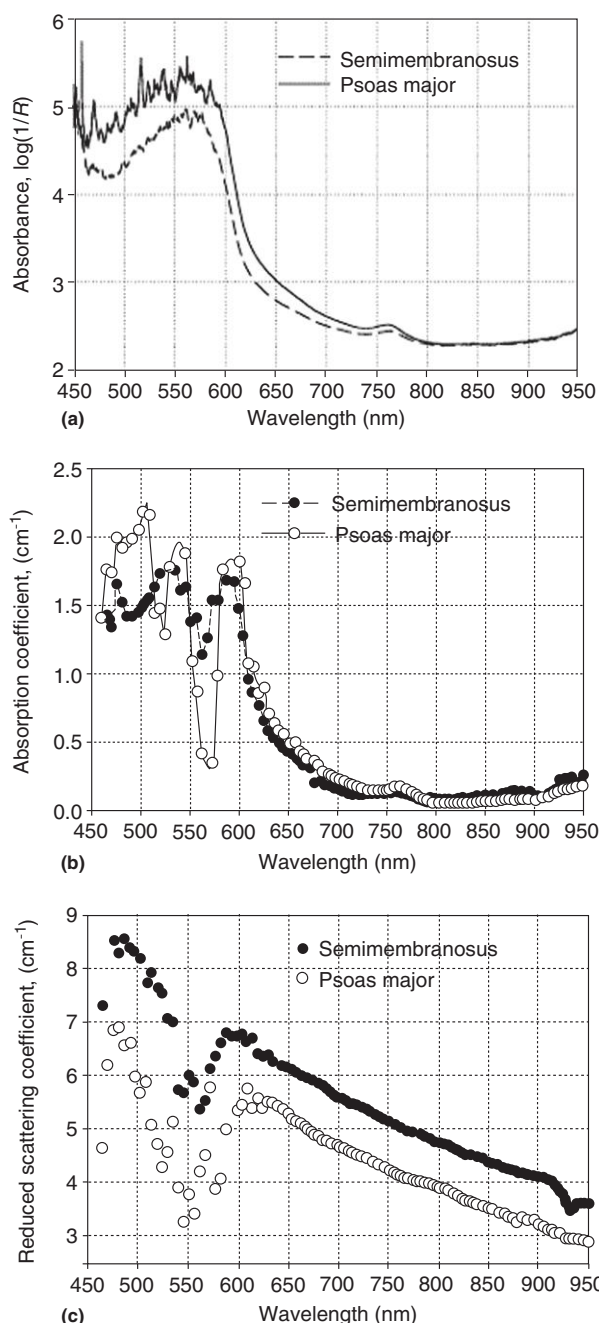 Absorbance, log(1/R)
6
5
4
3
2
Semimembranosus
Psoas major
450 500 550 600 650 700 750 800 850 900 950
(a)
Wavelength (nm)
Absorption coefficient, (cm⁻¹)
2.5
2.0
1.5
1.0
0.5
0.0
Semimembranosus
Psoas major
450 500 550 600 650 700 750 800 850 900 950
(b)
Wavelength (nm)
Reduced scattering coefficient, (cm⁻¹)
9
8
7
6
5
4
3
Semimembranosus
Psoas major
450 500 550 600 650 700 750 800 850 900 950
(c)
Wavelength (nm)